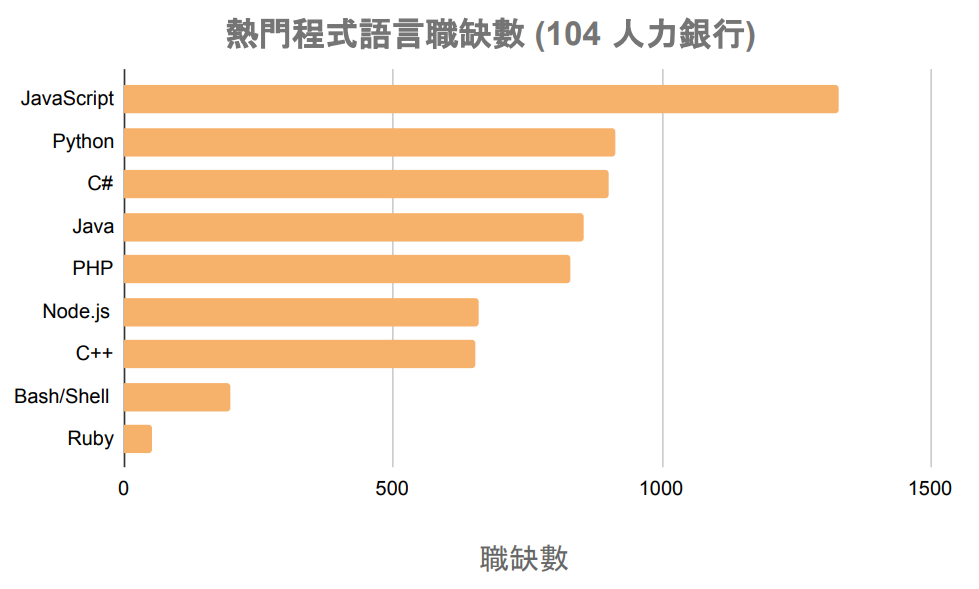 熱門程式語言職缺數 (104 人力銀行)
JavaScript
Python
C#
Java
PHP
Node.js
C++
Bash/Shell
Ruby
0 500 1000 1500
職缺數